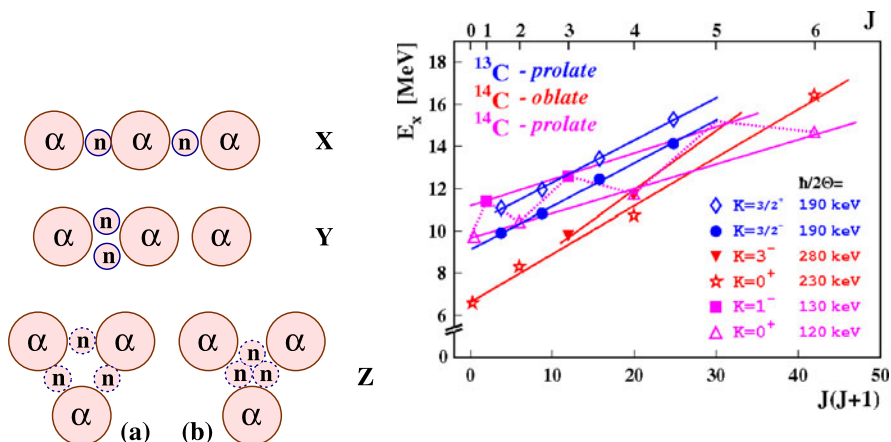 α n α n α X
α n n α α Y
α n α n n α (a)
α α n n n α (b) Z
J
0 1 2 3 4 5 6
E_x [MeV]
18
16
14
12
10
8
6
0
¹³C - prolate
¹⁴C - oblate
¹⁴C - prolate
ħ/2Θ=
K=3/2⁺ 190 keV
K=3/2⁻ 190 keV
K=3⁻ 280 keV
K=0⁺ 230 keV
K=1⁻ 130 keV
K=0⁺ 120 keV
0 10 20 30 40 50
J(J+1)